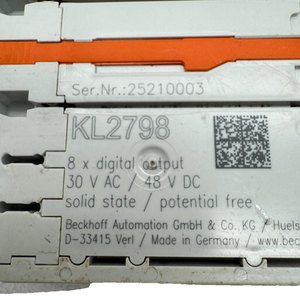 Ser.Nr.:25210003
KL2798
8 x digital output
30 V AC / 48 V DC
solid state / potential free
Beckhoff Automation GmbH & Co. KG / Huels
D-33415 Verl / Made in Germany / www.bec